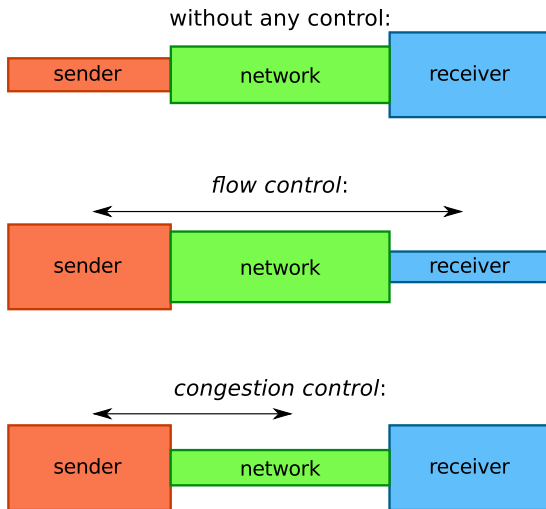 without any control:
sender network receiver
flow control:
sender network receiver
congestion control:
sender network receiver